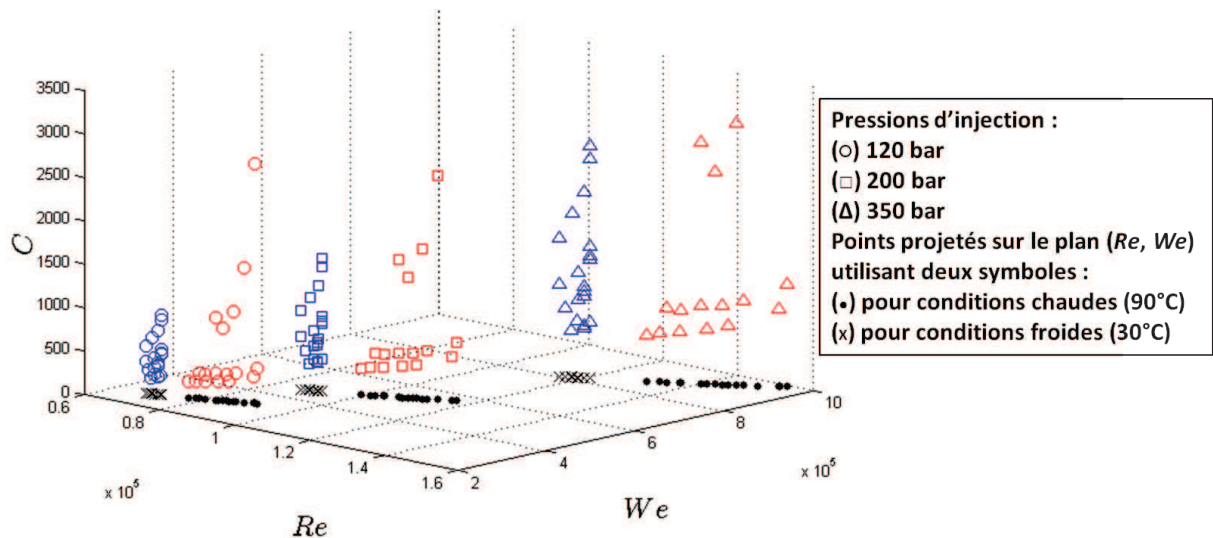 3500
3000
2500
2000
1500
1000
500
0
C
0.6
0.8
1
1.2
1.4
1.6
x 10⁵
Re
2
4
6
8
10
x 10⁵
We
Pressions d'injection :
(○) 120 bar
(□) 200 bar
(Δ) 350 bar
Points projetés sur le plan (Re, We)
utilisant deux symboles :
(•) pour conditions chaudes (90°C)
(x) pour conditions froides (30°C)